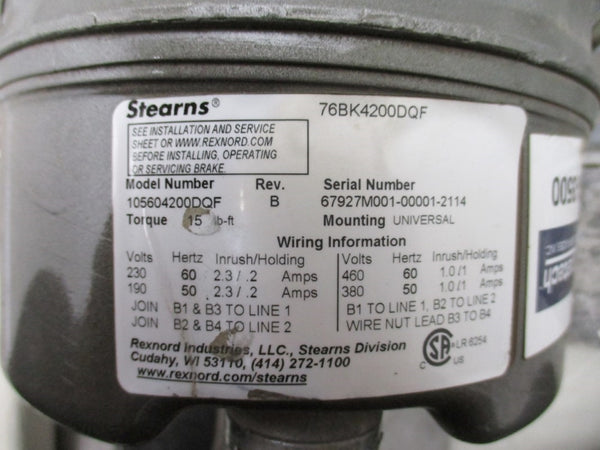 Stearns® 76BK4200DQF
SEE INSTALLATION AND SERVICE
SHEET OR WWW.REXNORD.COM
BEFORE INSTALLING, OPERATING
OR SERVICING BRAKE.
Model Number Rev. Serial Number
105604200DQF B 67927M001-00001-2114
Torque 15 lb-ft Mounting UNIVERSAL
Wiring Information
Volts Hertz Inrush/Holding Volts Hertz Inrush/Holding
230 60 2.3/.2 Amps 460 60 1.0/.1 Amps
190 50 2.3/.2 Amps 380 50 1.0/.1 Amps
JOIN B1 & B3 TO LINE 1 B1 TO LINE 1, B2 TO LINE 2
JOIN B2 & B4 TO LINE 2 WIRE NUT LEAD B3 TO B4
Rexnord Industries, LLC., Stearns Division
Cudahy, WI 53110, (414) 272-1100
www.rexnord.com/stearns
C SA US LR 6254